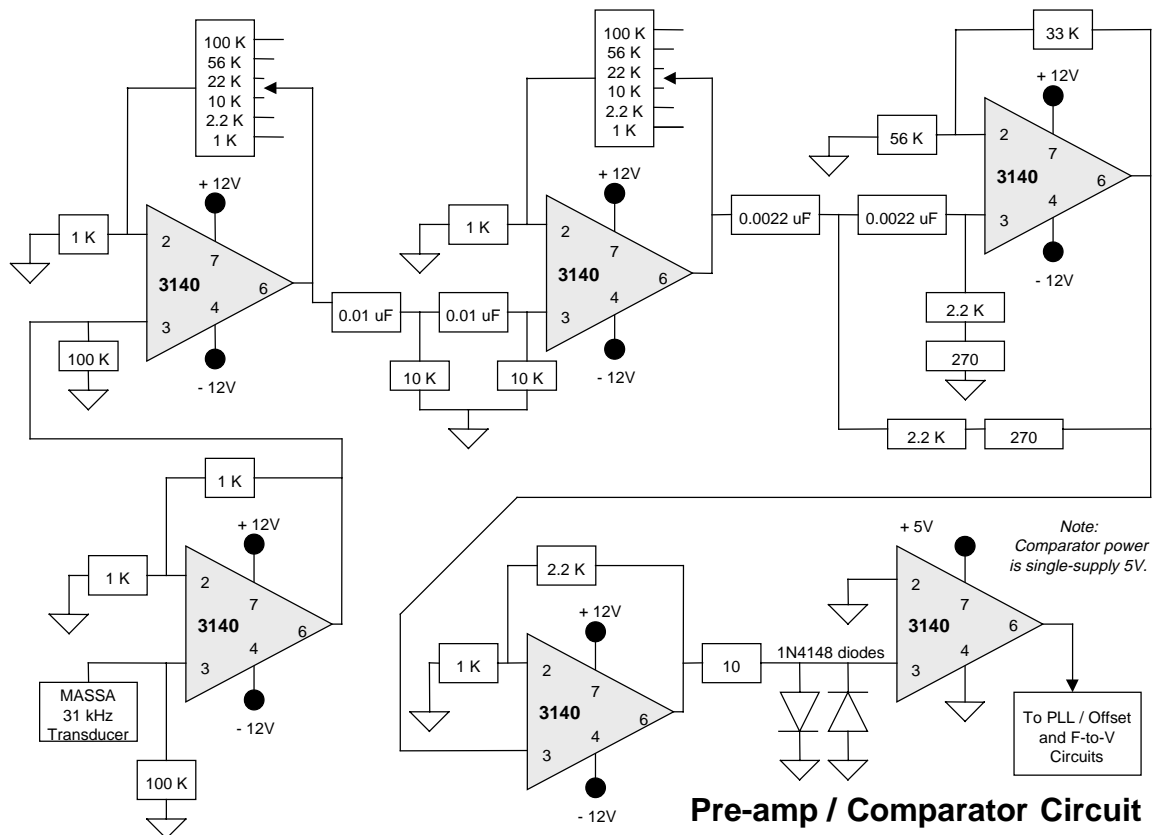 100 K
56 K
22 K
10 K
2.2 K
1 K
+ 12V
1 K
2
7
3140
6
4
3
100 K
- 12V
0.01 uF
0.01 uF
10 K
10 K
100 K
56 K
22 K
10 K
2.2 K
1 K
+ 12V
1 K
2
7
3140
6
4
3
- 12V
0.0022 uF
0.0022 uF
33 K
+ 12V
56 K
2
7
3140
6
4
3
- 12V
2.2 K
270
2.2 K
270
1 K
+ 12V
1 K
2
7
3140
6
4
3
- 12V
MASSA
31 kHz
Transducer
100 K
2.2 K
+ 12V
1 K
2
7
3140
6
4
3
- 12V
10
1N4148 diodes
+ 5V
2
7
3140
6
4
3
Note:
Comparator power
is single-supply 5V.
To PLL / Offset
and F-to-V
Circuits
Pre-amp / Comparator Circuit